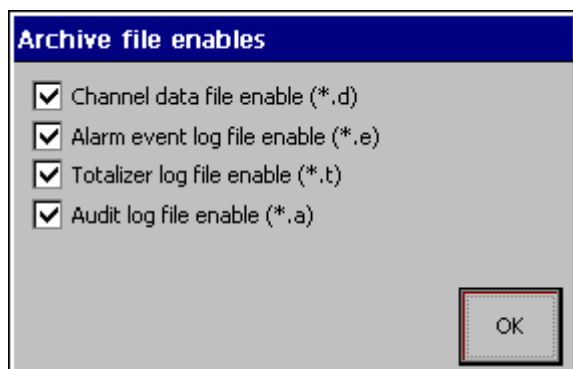 Archive file enables
Channel data file enable (*.d)
Alarm event log file enable (*.e)
Totalizer log file enable (*.t)
Audit log file enable (*.a)
OK